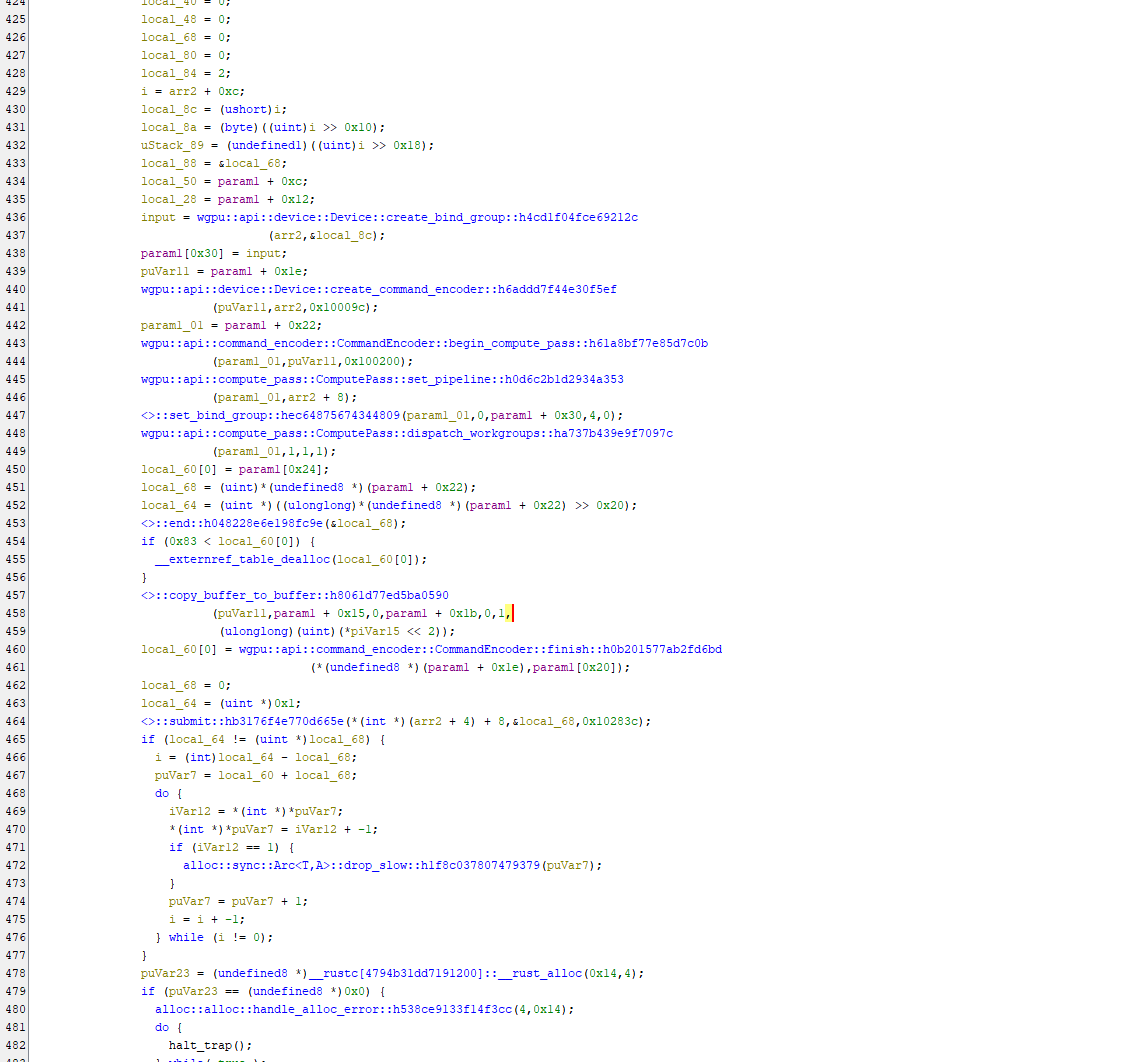 424 local_40 = 0;
425 local_48 = 0;
426 local_68 = 0;
427 local_80 = 0;
428 local_84 = 2;
429 i = arr2 + 0xc;
430 local_8c = (ushort)i;
431 local_8a = (byte)((uint)i >> 0x10);
432 uStack_89 = (undefined1)((uint)i >> 0x18);
433 local_88 = &local_68;
434 local_50 = param1 + 0xc;
435 local_28 = param1 + 0x12;
436 input = wgpu::api::device::Device::create_bind_group::h4cd1f04fce69212c
437 (arr2,&local_8c);
438 param1[0x30] = input;
439 puVar11 = param1 + 0x1e;
440 wgpu::api::device::Device::create_command_encoder::h6addd7f44e30f5ef
441 (puVar11,arr2,0x10009c);
442 param1_01 = param1 + 0x22;
443 wgpu::api::command_encoder::CommandEncoder::begin_compute_pass::h61a8bf77e85d7c0b
444 (param1_01,puVar11,0x100200);
445 wgpu::api::compute_pass::ComputePass::set_pipeline::h0d6c2b1d2934a353
446 (param1_01,arr2 + 8);
447 <>::set_bind_group::hec64875674344809(param1_01,0,param1 + 0x30,4,0);
448 wgpu::api::compute_pass::ComputePass::dispatch_workgroups::ha737b439e9f7097c
449 (param1_01,1,1,1);
450 local_60[0] = param1[0x24];
451 local_68 = (uint)*(undefined8 *)(param1 + 0x22);
452 local_64 = (uint *)((ulonglong)*(undefined8 *)(param1 + 0x22) >> 0x20);
453 <>::end::h048228e6e198fc9e(&local_68);
454 if (0x83 < local_60[0]) {
455 __externref_table_dealloc(local_60[0]);
456 }
457 <>::copy_buffer_to_buffer::h8061d77ed5ba0590
458 (puVar11,param1 + 0x15,0,param1 + 0x1b,0,1,
459 (ulonglong)(uint)(*piVar15 << 2));
460 local_60[0] = wgpu::api::command_encoder::CommandEncoder::finish::h0b201577ab2fd6bd
461 (*(undefined8 *)(param1 + 0x1e),param1[0x20]);
462 local_68 = 0;
463 local_64 = (uint *)0x1;
464 <>::submit::hb3176f4e770d665e(*(int *)(arr2 + 4) + 8,&local_68,0x10283c);
465 if (local_64 != (uint *)local_68) {
466 i = (int)local_64 - local_68;
467 puVar7 = local_60 + local_68;
468 do {
469 iVar12 = *(int *)*puVar7;
470 *(int *)*puVar7 = iVar12 + -1;
471 if (iVar12 == 1) {
472 alloc::sync::Arc<T,A>::drop_slow::h1f8c037807479379(puVar7);
473 }
474 puVar7 = puVar7 + 1;
475 i = i + -1;
476 } while (i != 0);
477 }
478 puVar23 = (undefined8 *)__rustc[4794b31dd7191200]::__rust_alloc(0x14,4);
479 if (puVar23 == (undefined8 *)0x0) {
480 alloc::alloc::handle_alloc_error::h538ce9133f14f3cc(4,0x14);
481 do {
482 halt_trap();